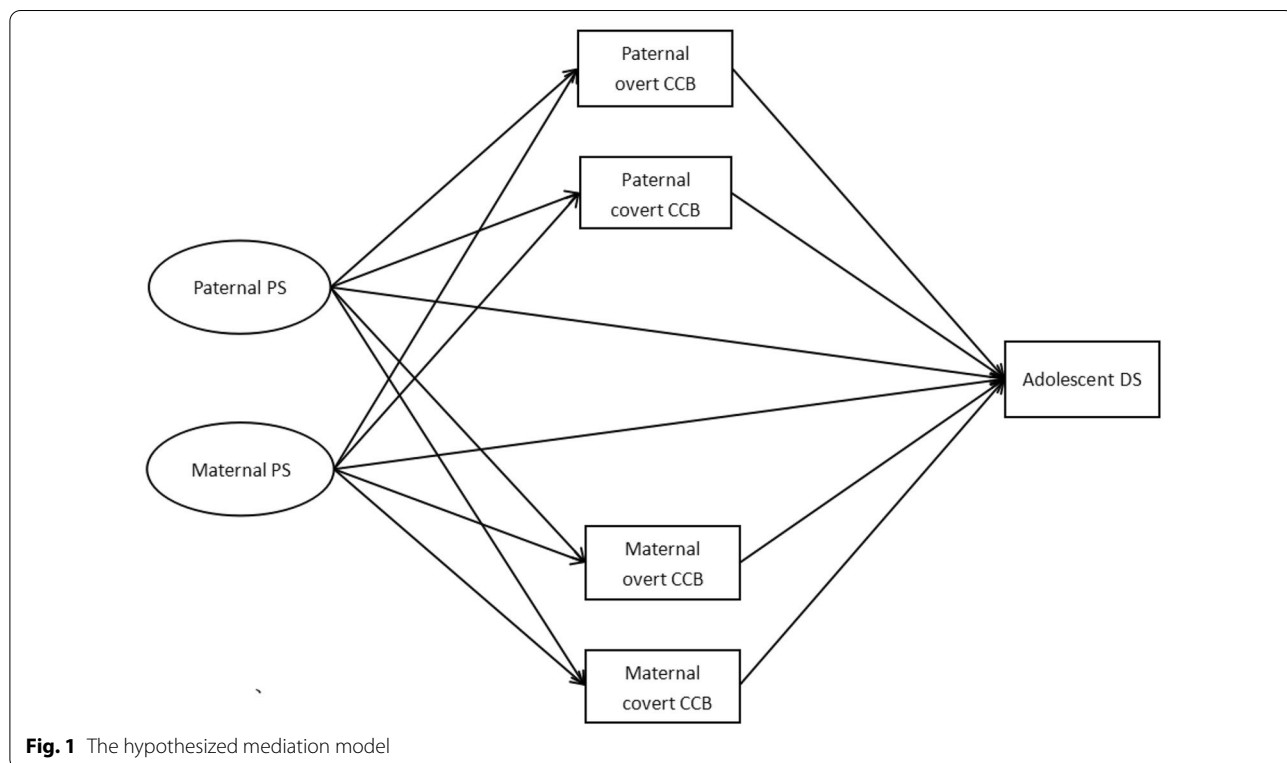 Paternal
overt CCB
Paternal
covert CCB
Paternal PS
Adolescent DS
Maternal PS
Maternal
overt CCB
Maternal
covert CCB
、
Fig. 1 The hypothesized mediation model